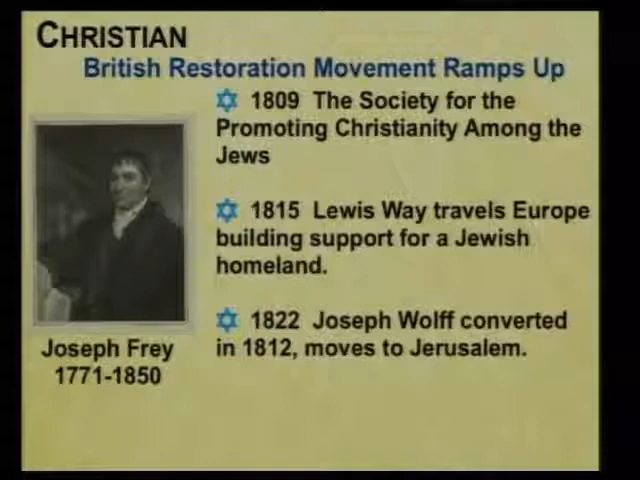 CHRISTIAN
British Restoration Movement Ramps Up
1809 The Society for the
Promoting Christianity Among the
Jews
1815 Lewis Way travels Europe
building support for a Jewish
homeland.
1822 Joseph Wolff converted
in 1812, moves to Jerusalem.
Joseph Frey
1771-1850